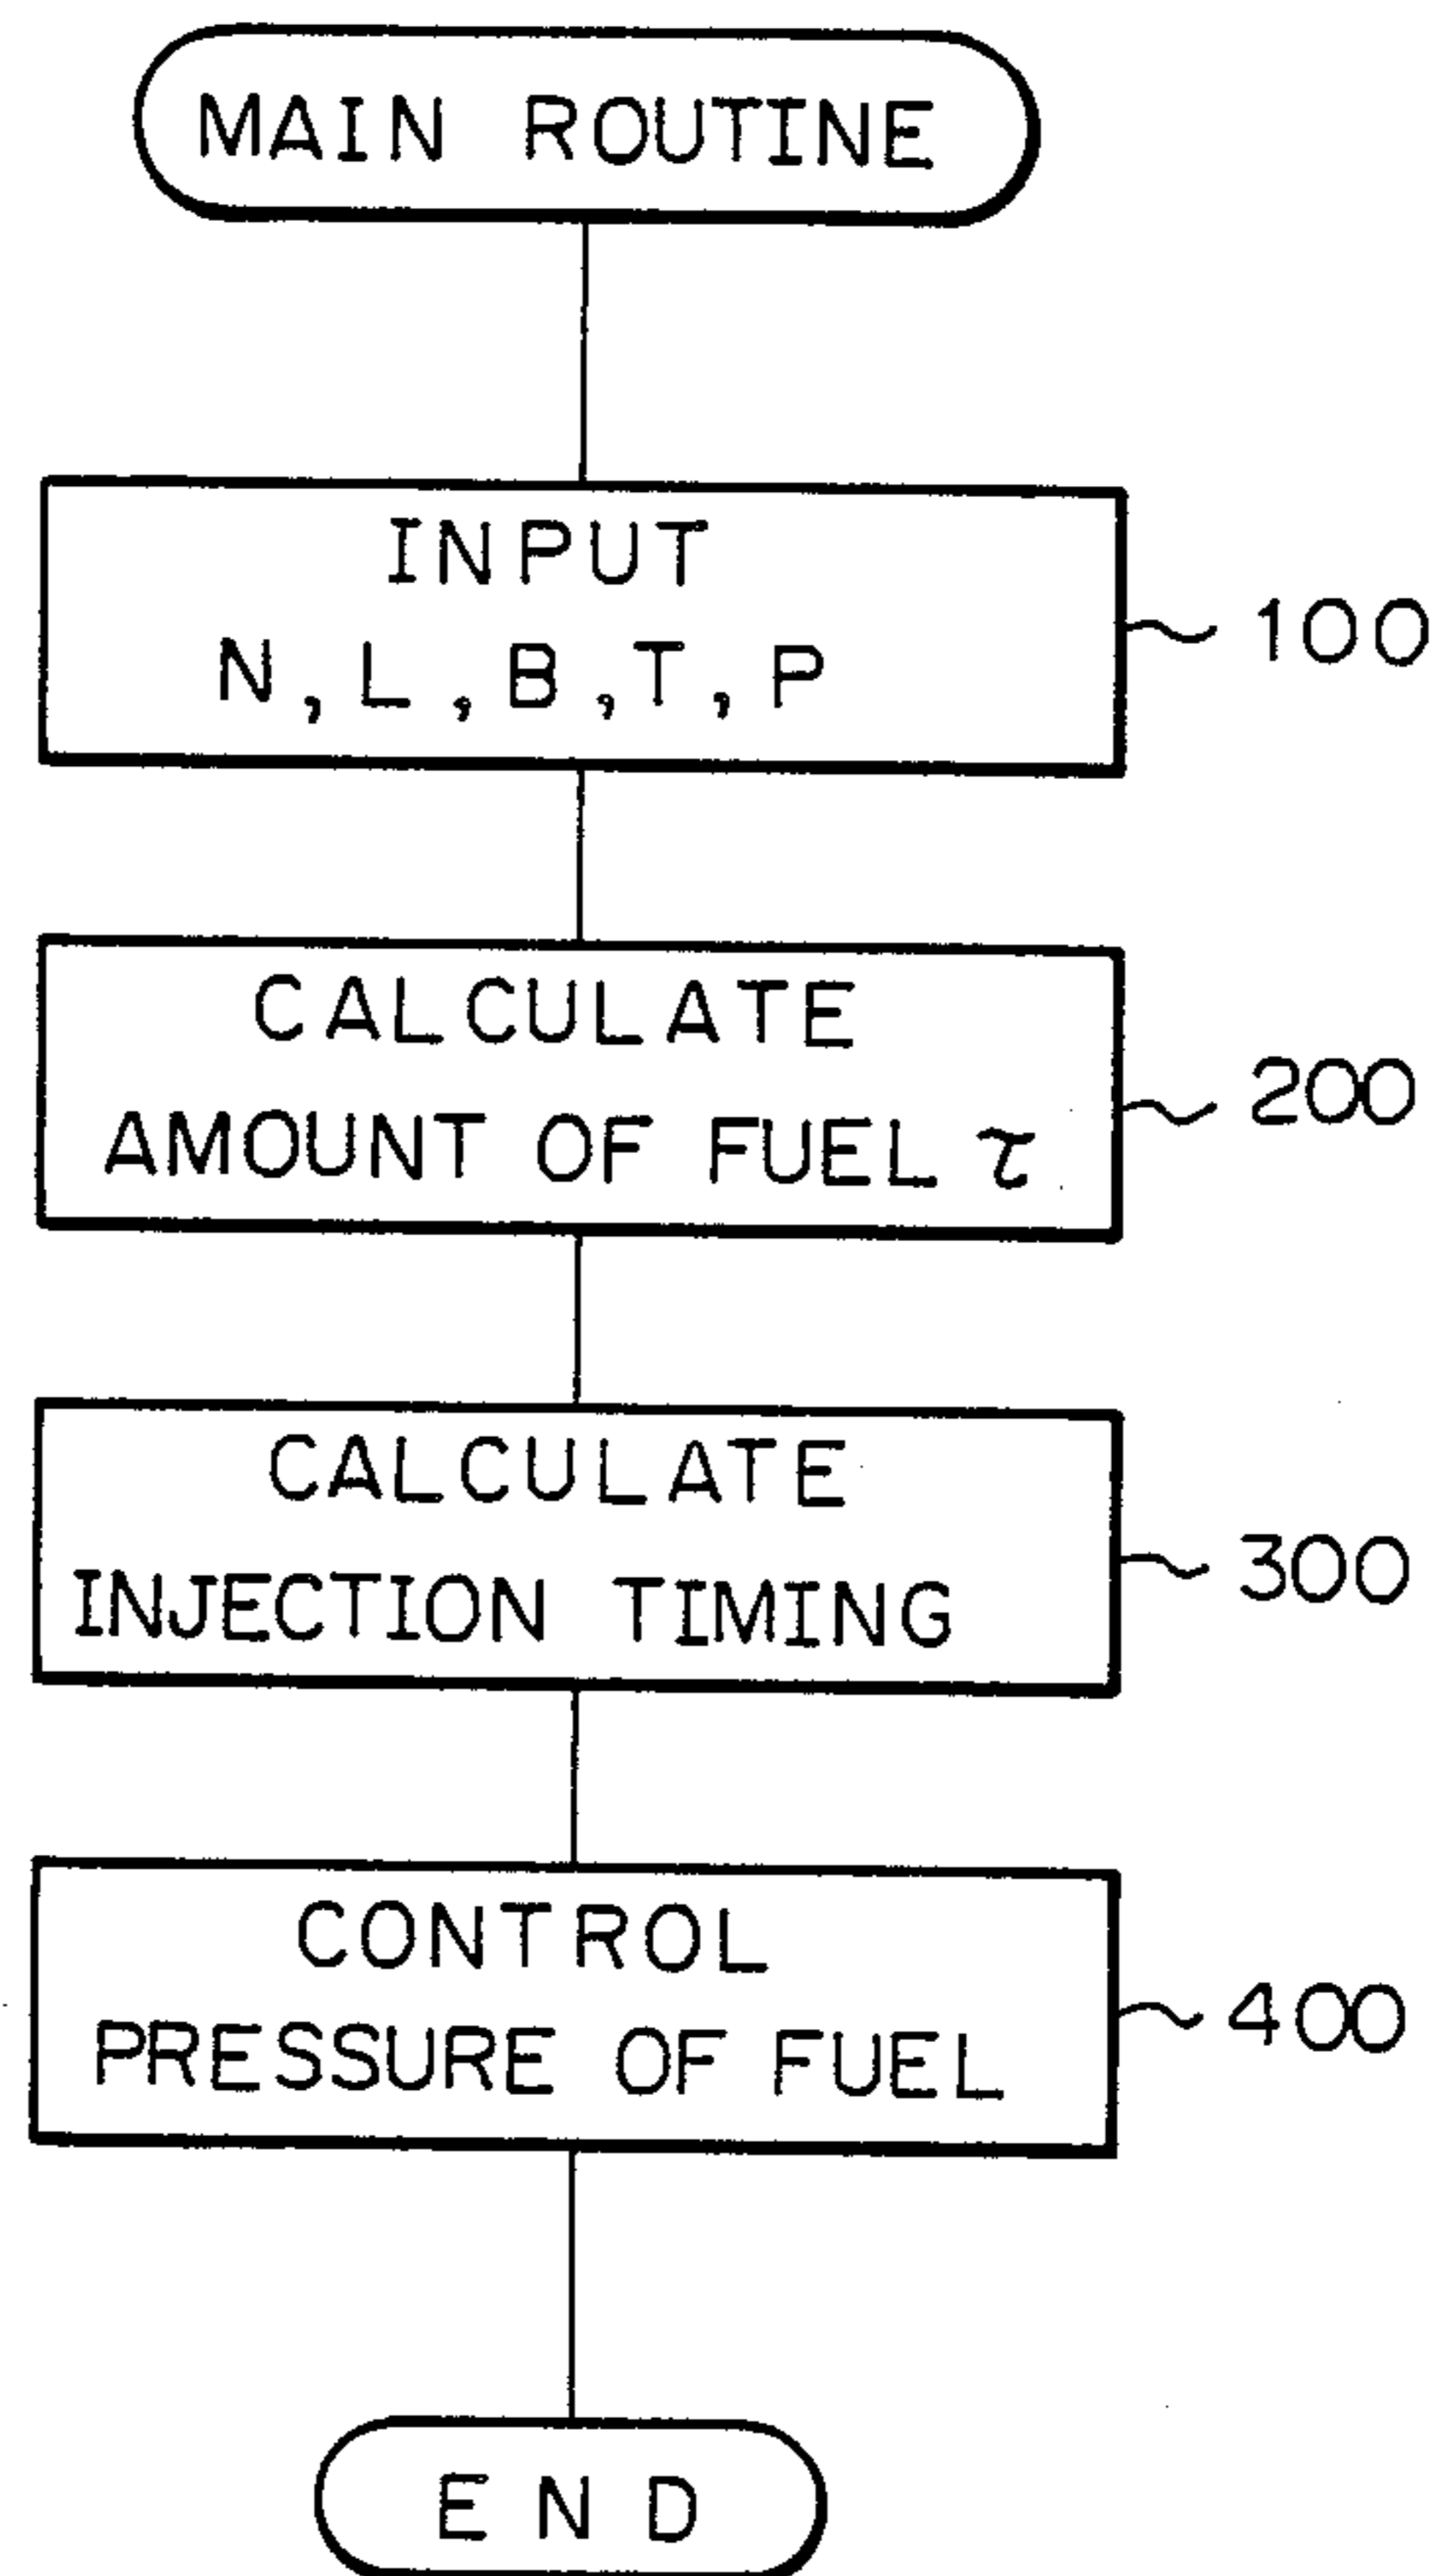 MAIN ROUTINE
INPUT
N, L, B, T, P
100
CALCULATE
AMOUNT OF FUEL τ
200
CALCULATE
INJECTION TIMING
300
CONTROL
PRESSURE OF FUEL
400
END